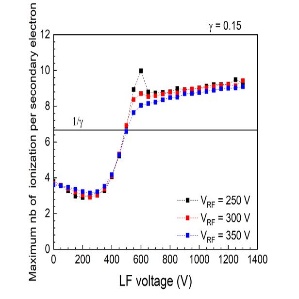 γ = 0.15
Maximum nb of ionization per secondary electron
12
10
8
6
4
2
0
1/γ
V_RF = 250 V
V_RF = 300 V
V_RF = 350 V
0 200 400 600 800 1000 1200 1400
LF voltage (V)